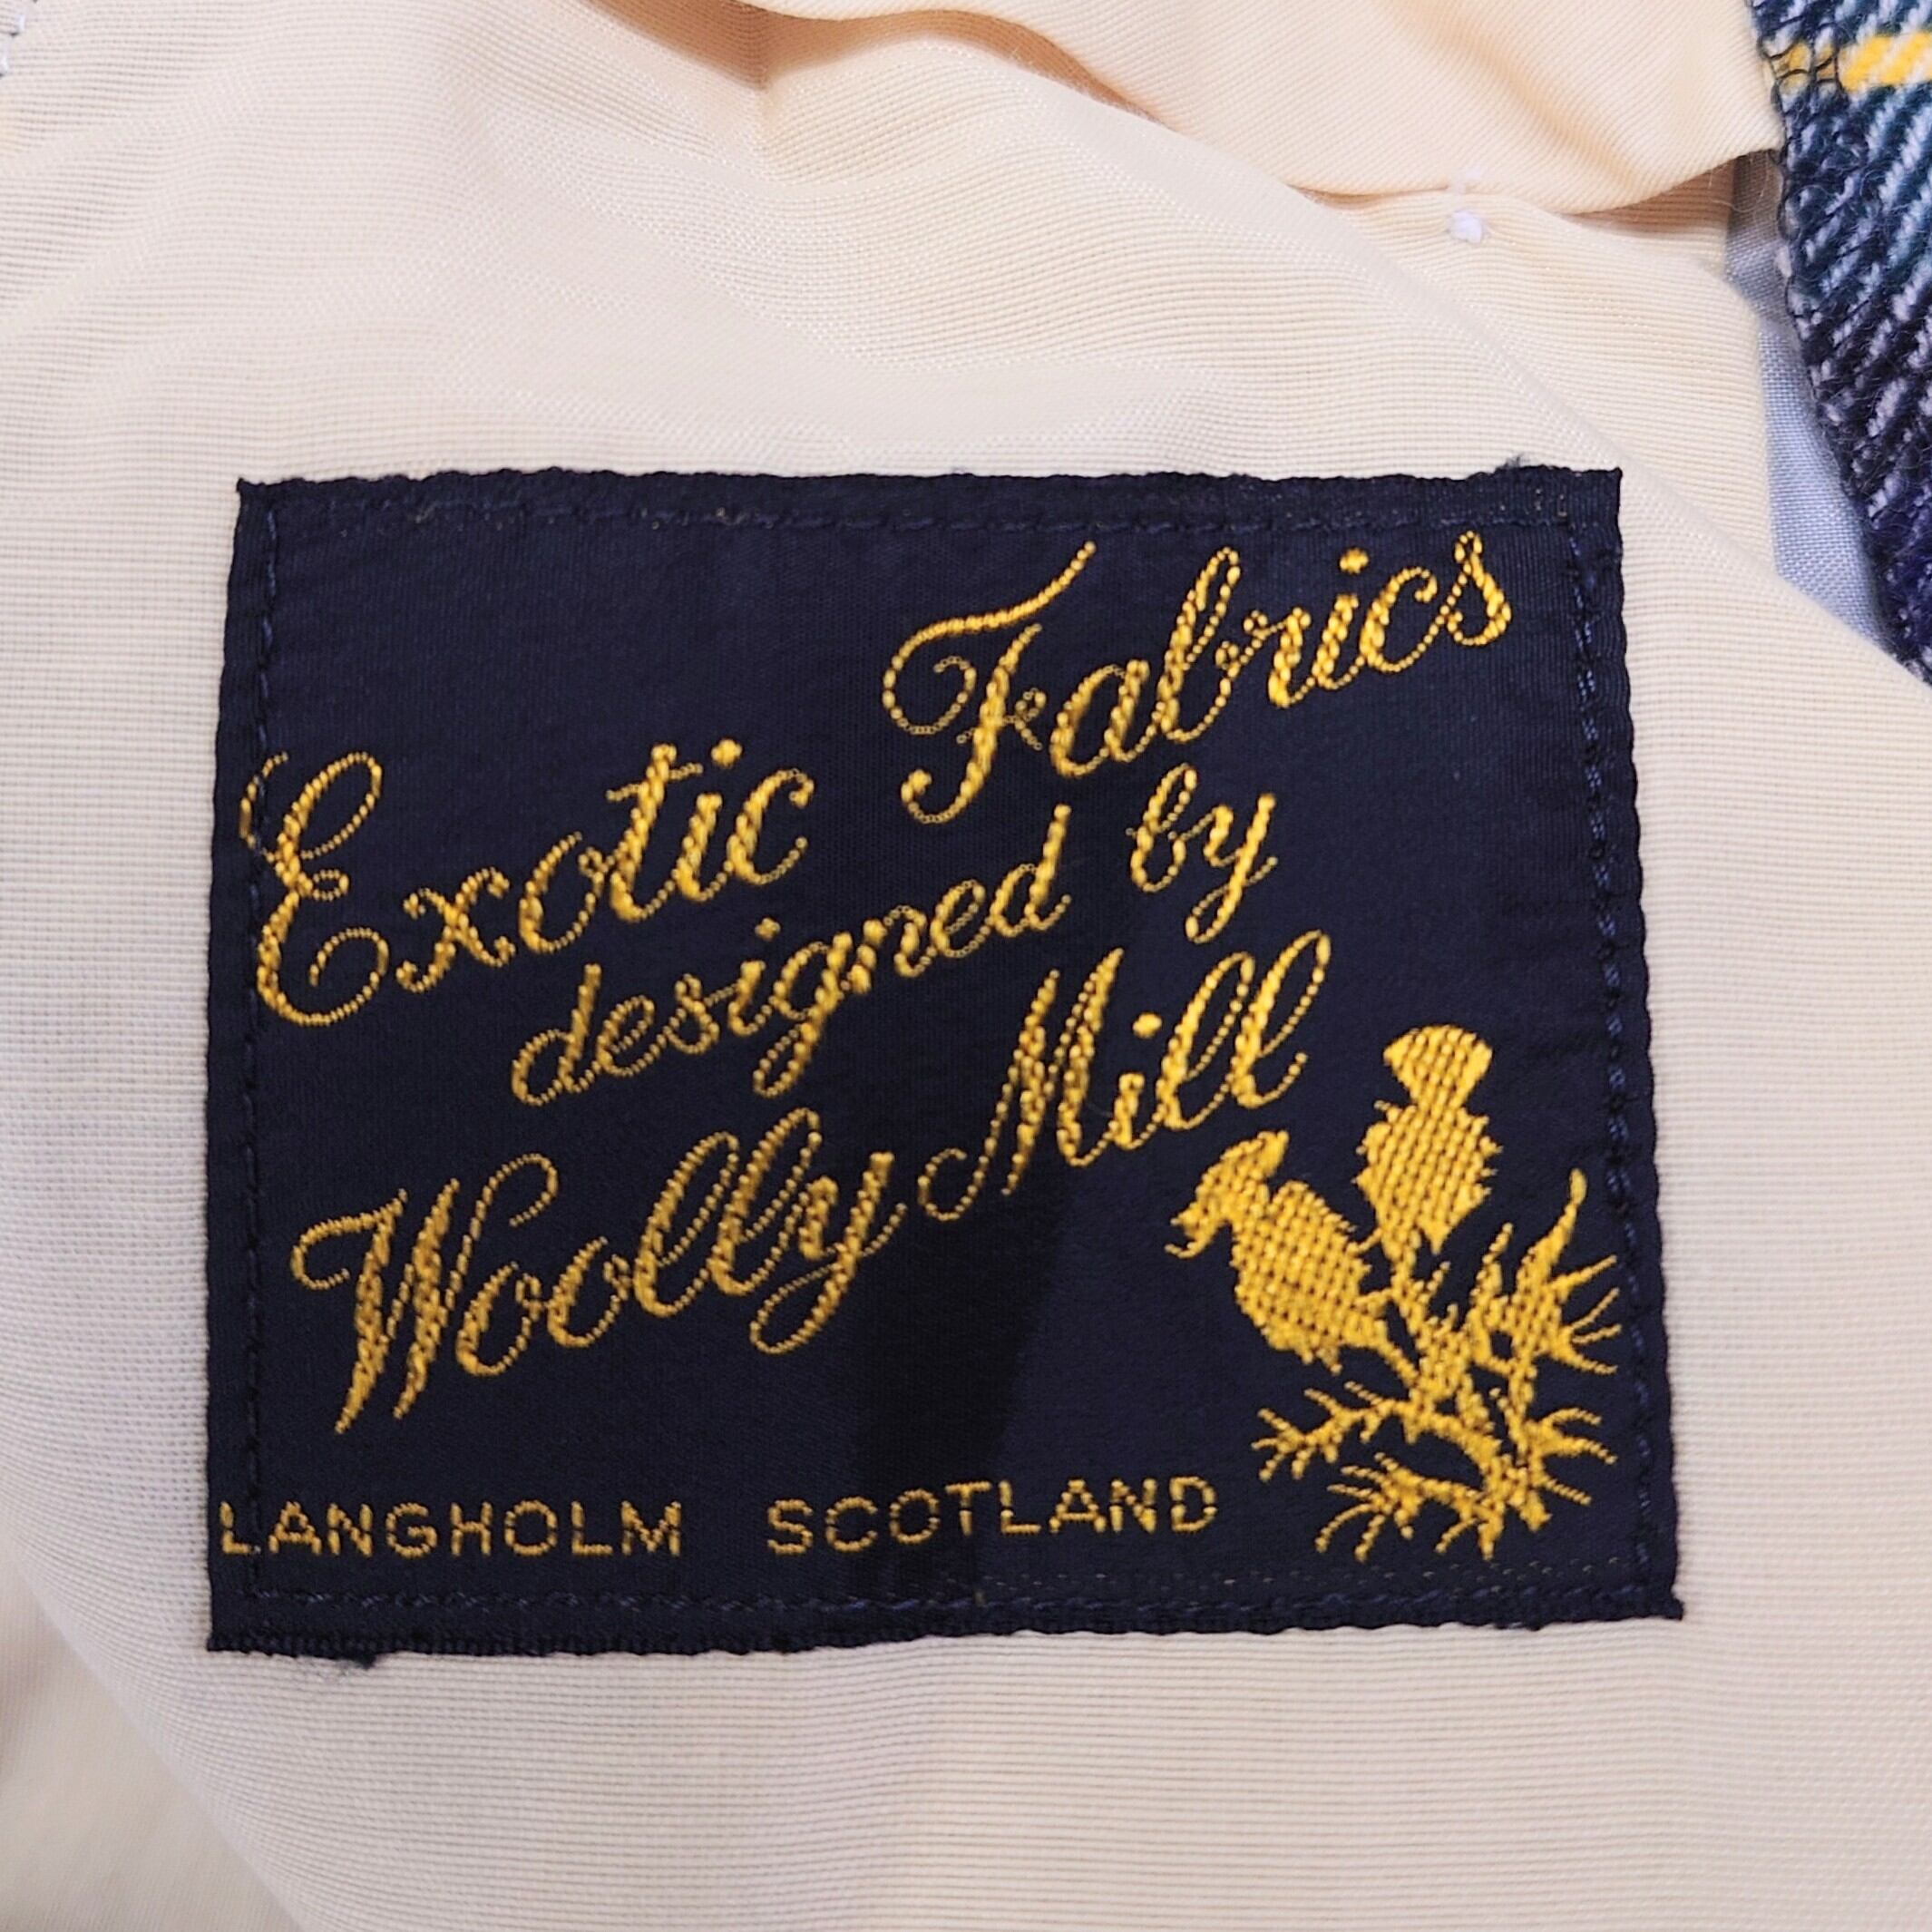 Exotic Fabrics
designed by
Woolly Mill
LANGHOLM SCOTLAND